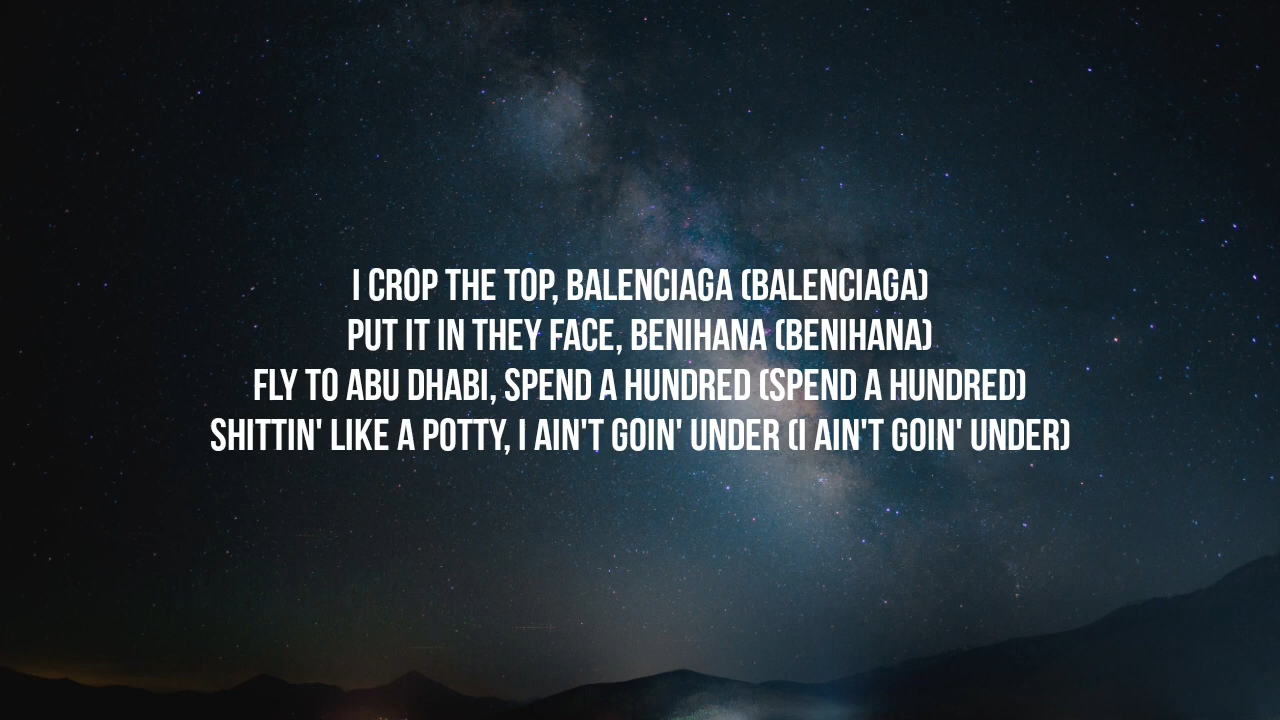 I CROP THE TOP, BALENCIAGA (BALENCIAGA)
PUT IT IN THEY FACE, BENIHANA (BENIHANA)
FLY TO ABU DHABI, SPEND A HUNDRED (SPEND A HUNDRED)
SHITTIN' LIKE A POTTY, I AIN'T GOIN' UNDER (I AIN'T GOIN' UNDER)